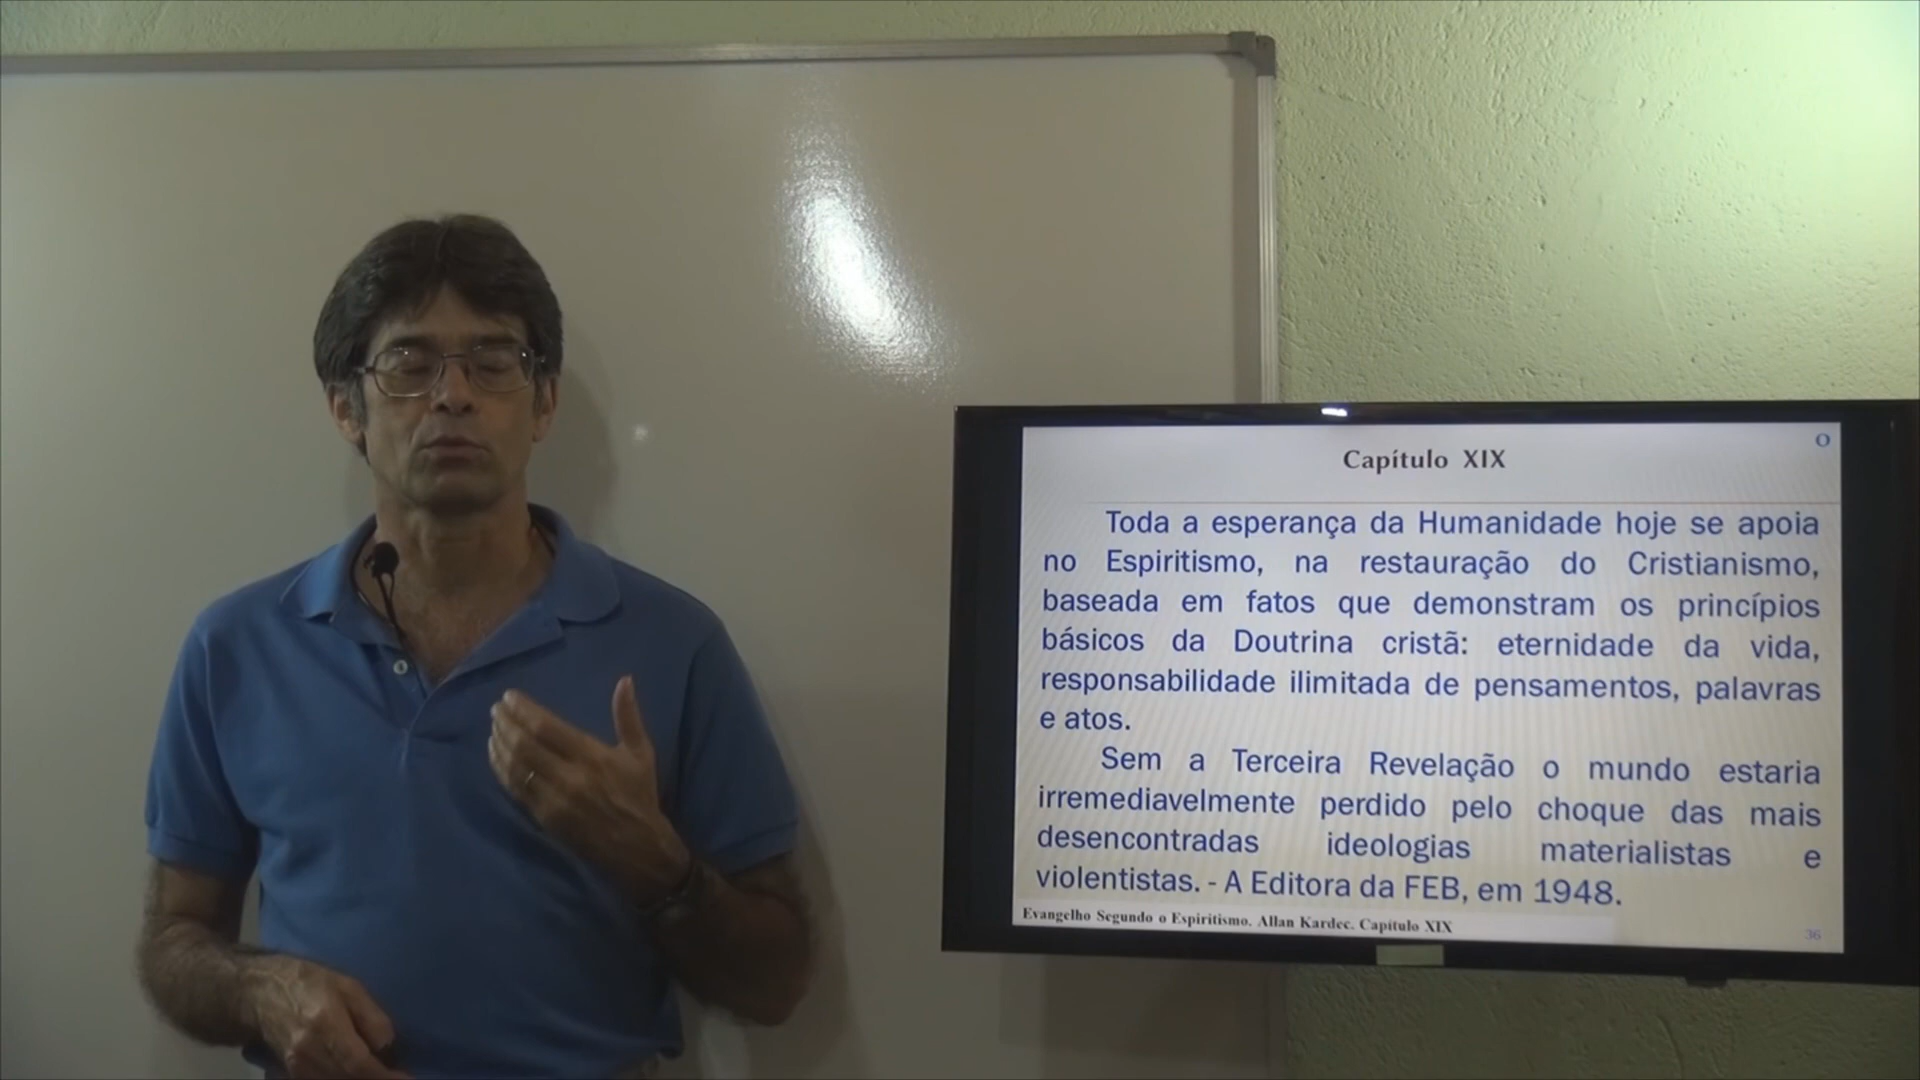 O
Capítulo XIX
Toda a esperança da Humanidade hoje se apoia
no Espiritismo, na restauração do Cristianismo,
baseada em fatos que demonstram os princípios
básicos da Doutrina cristã: eternidade da vida,
responsabilidade ilimitada de pensamentos, palavras
e atos.
Sem a Terceira Revelação o mundo estaria
irremediavelmente perdido pelo choque das mais
desencontradas ideologias materialistas e
violentistas. - A Editora da FEB, em 1948.
Evangelho Segundo o Espiritismo. Allan Kardec. Capítulo XIX
36